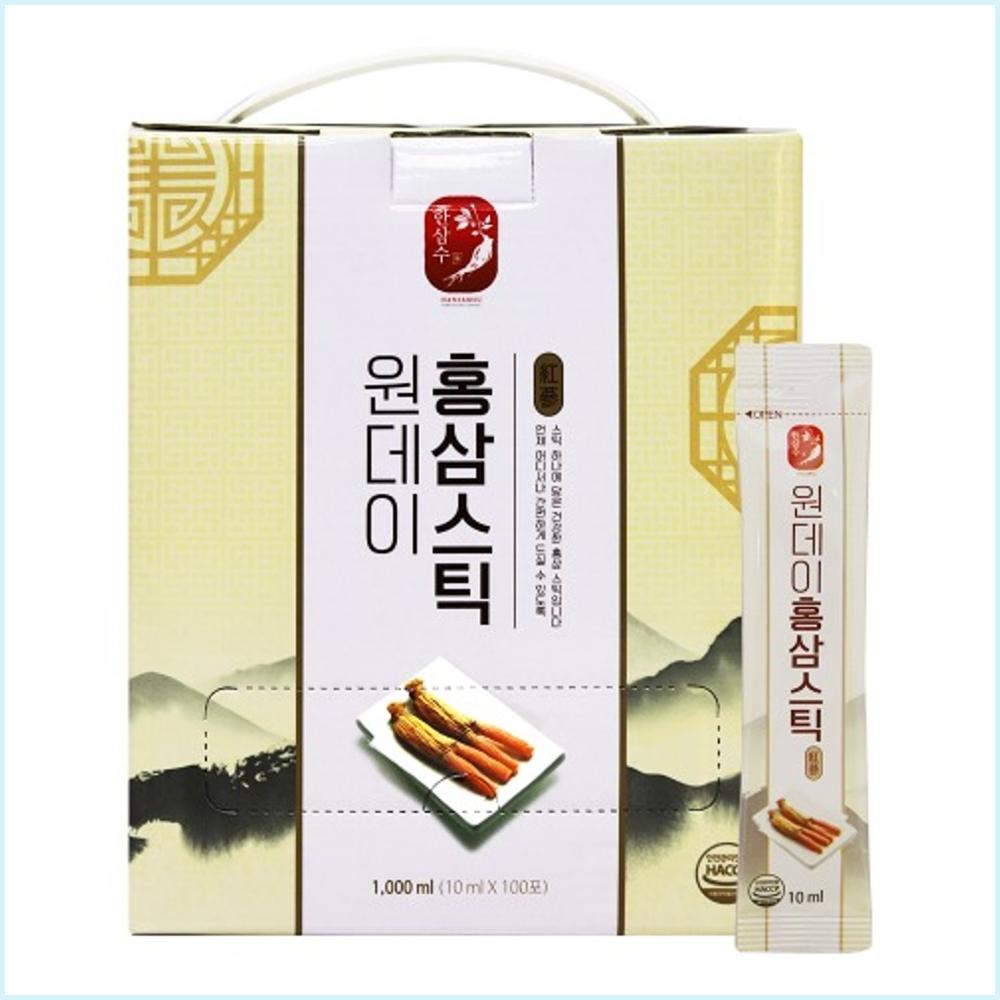 한삼수
HANSAMSU
원데이
홍삼스틱
紅蔘
언제 어디서나 간편하게 드실 수 있도록
스틱 하나에 담은 건강한 홍삼 스틱입니다
1,000 ml (10 ml X 100포)
HACCP
◀OPEN
한삼수
원데이홍삼스틱
紅蔘
HACCP
10 ml